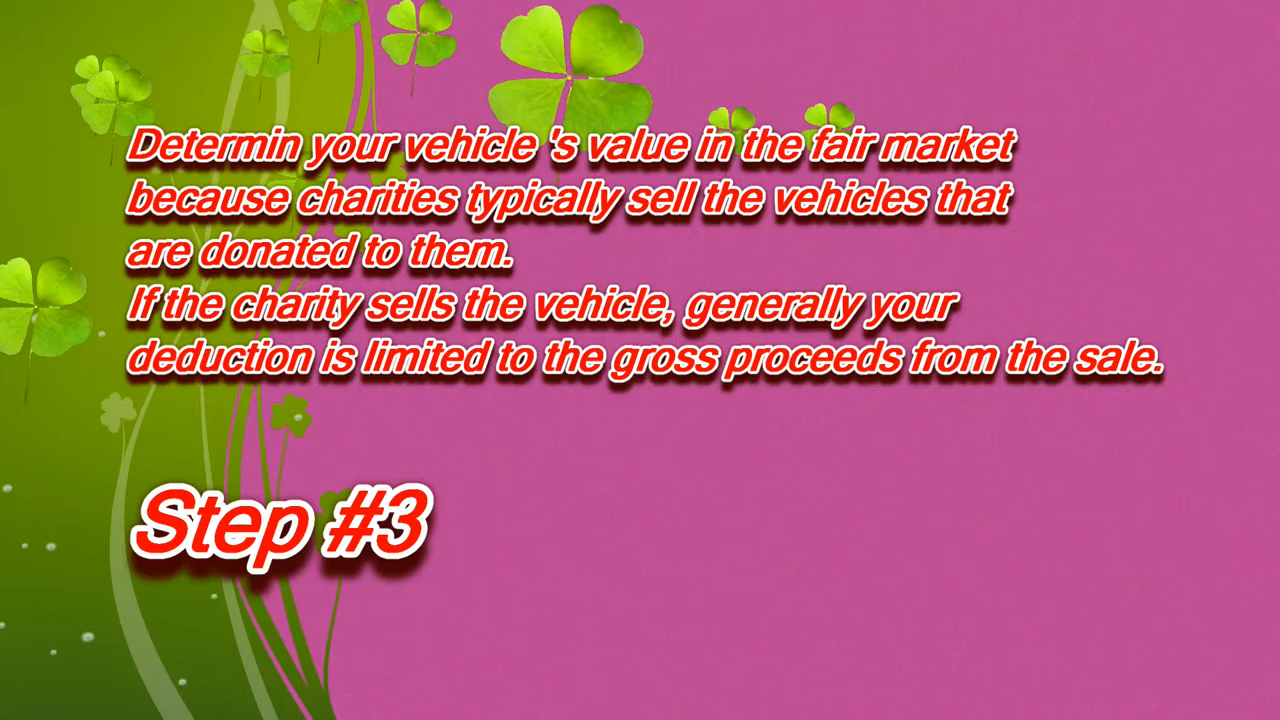 Determin your vehicle 's value in the fair market
because charities typically sell the vehicles that
are donated to them.
If the charity sells the vehicle, generally your
deduction is limited to the gross proceeds from the sale.
Step #3